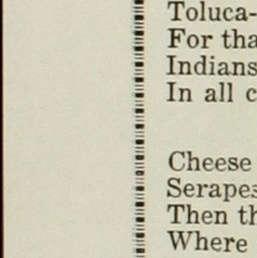 Toluca-
For tha
Indians
In all c
Cheese
Serapes
Then th
Where